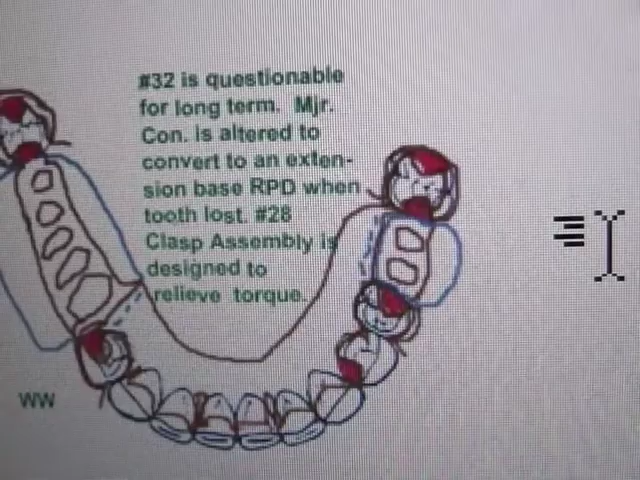 #32 is questionable
for long term. Mjr.
Con. is altered to
convert to an exten-
sion base RPD when
tooth lost. #28
Clasp Assembly is
designed to
relieve torque.
WW